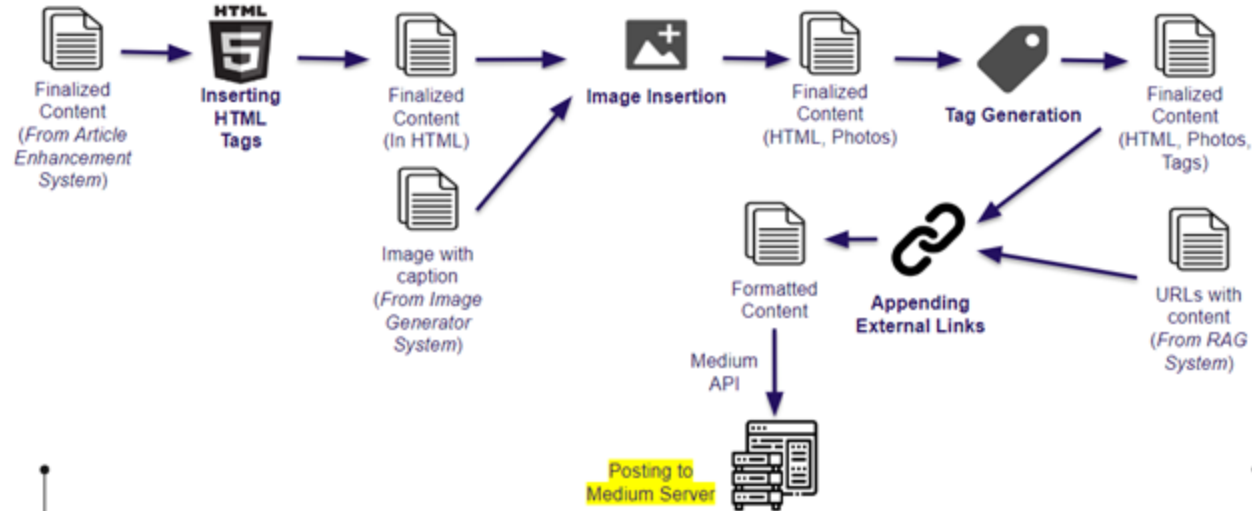 HTML
5
Finalized
Content
(From Article
Enhancement
System)
Inserting
HTML
Tags
Finalized
Content
(In HTML)
Image with
caption
(From Image
Generator
System)
Image Insertion
Finalized
Content
(HTML, Photos)
Tag Generation
Finalized
Content
(HTML, Photos,
Tags)
URLs with
content
(From RAG
System)
Appending
External Links
Formatted
Content
Medium
API
Posting to
Medium Server